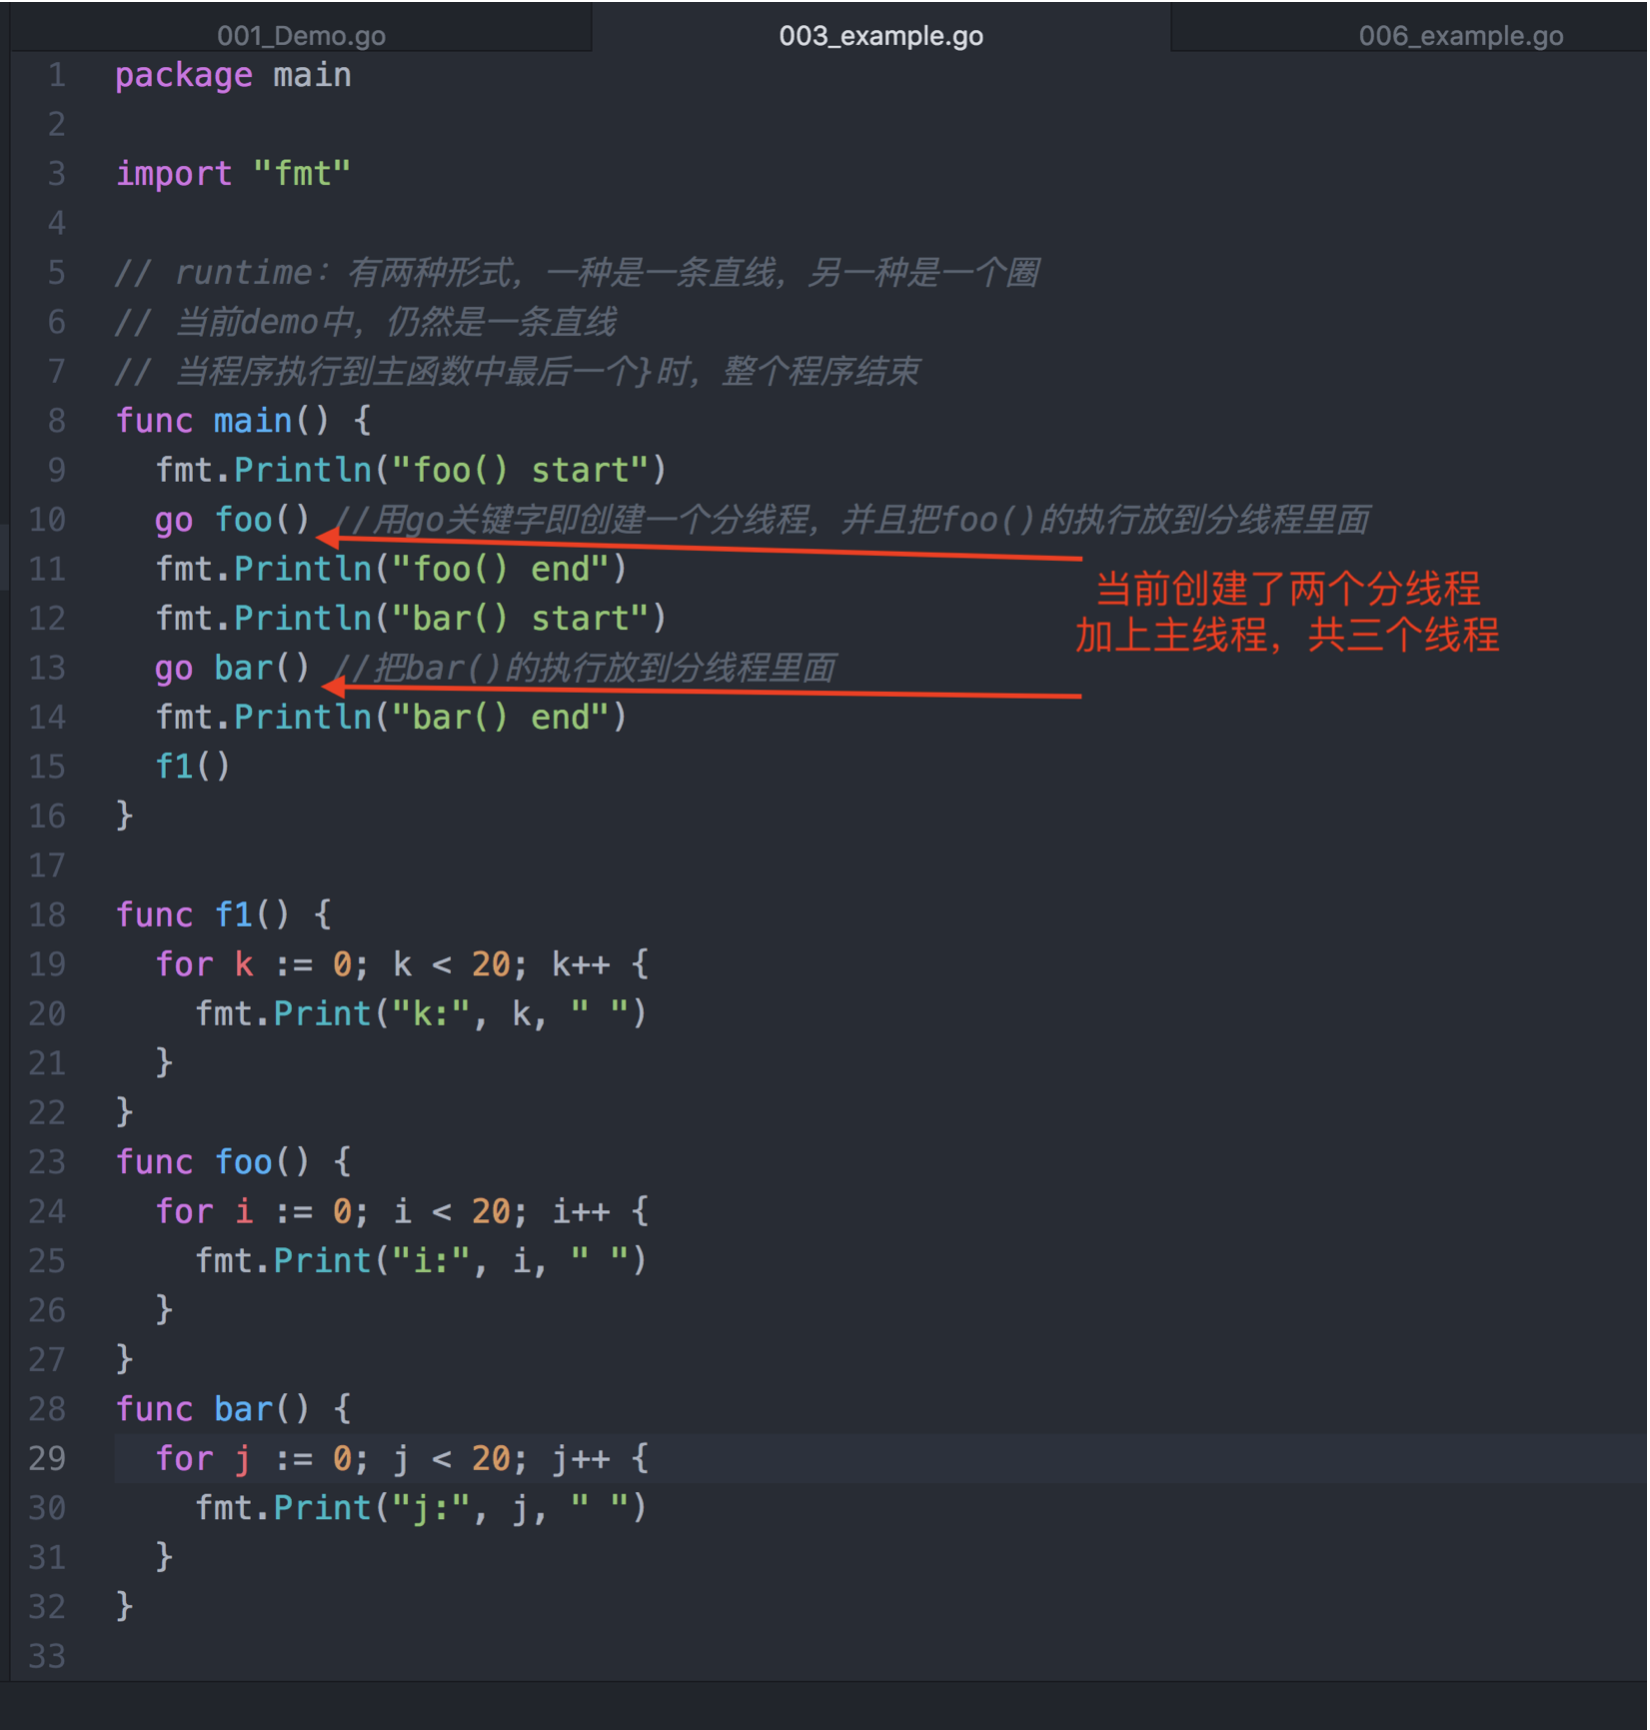 001_Demo.go
003_example.go
006_example.go
1 package main
2
3 import "fmt"
4
5 // runtime：有两种形式，一种是一条直线，另一种是一个圈
6 // 当前demo中，仍然是一条直线
7 // 当程序执行到主函数中最后一个}时，整个程序结束
8 func main() {
9 fmt.Println("foo() start")
10 go foo() //用go关键字即创建一个分线程，并且把foo()的执行放到分线程里面
11 fmt.Println("foo() end")
当前创建了两个分线程
12 fmt.Println("bar() start")
加上主线程，共三个线程
13 go bar() //把bar()的执行放到分线程里面
14 fmt.Println("bar() end")
15 f1()
16 }
17
18 func f1() {
19 for k := 0; k < 20; k++ {
20 fmt.Print("k:", k, " ")
21 }
22 }
23 func foo() {
24 for i := 0; i < 20; i++ {
25 fmt.Print("i:", i, " ")
26 }
27 }
28 func bar() {
29 for j := 0; j < 20; j++ {
30 fmt.Print("j:", j, " ")
31 }
32 }
33